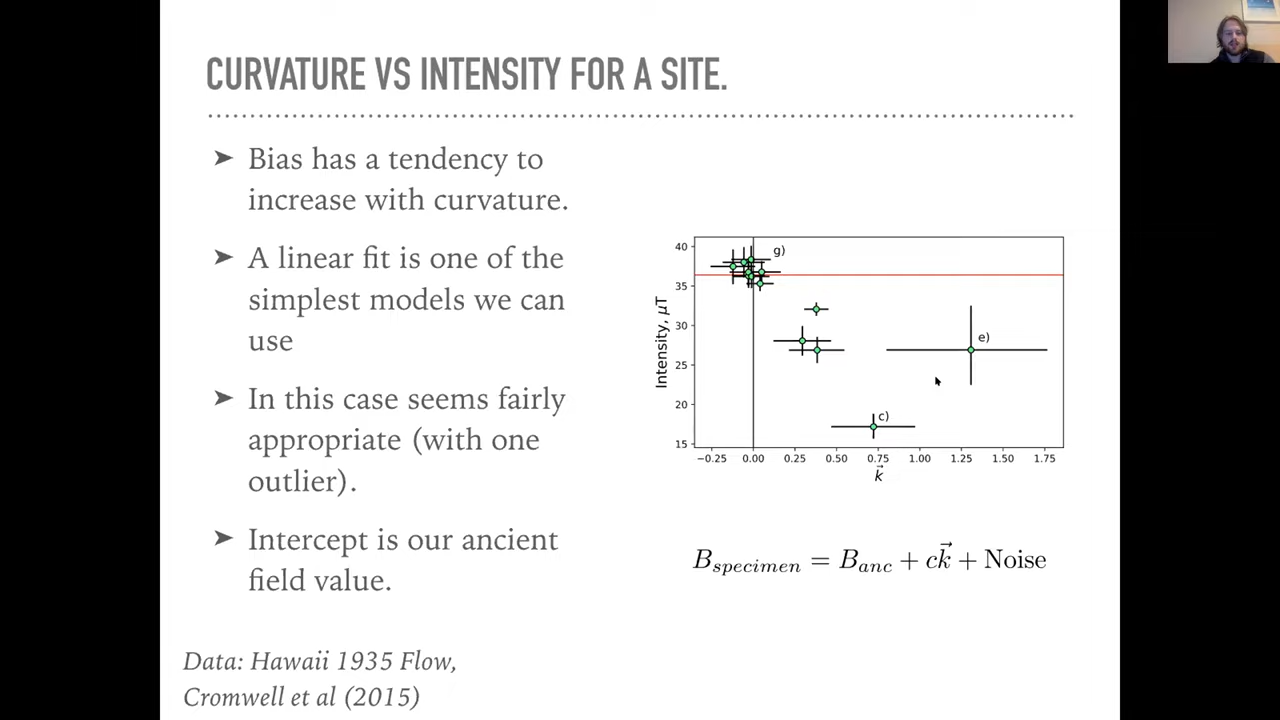 CURVATURE VS INTENSITY FOR A SITE.
➤ Bias has a tendency to
increase with curvature.
➤ A linear fit is one of the
simplest models we can
use
➤ In this case seems fairly
appropriate (with one
outlier).
➤ Intercept is our ancient
field value.
Data: Hawaii 1935 Flow,
Cromwell et al (2015)
Intensity, μT
40
35
30
25
20
15
g)
e)
c)
−0.25 0.00 0.25 0.50 0.75 1.00 1.25 1.50 1.75
k⃗
B_specimen = B_anc + ck⃗ + Noise